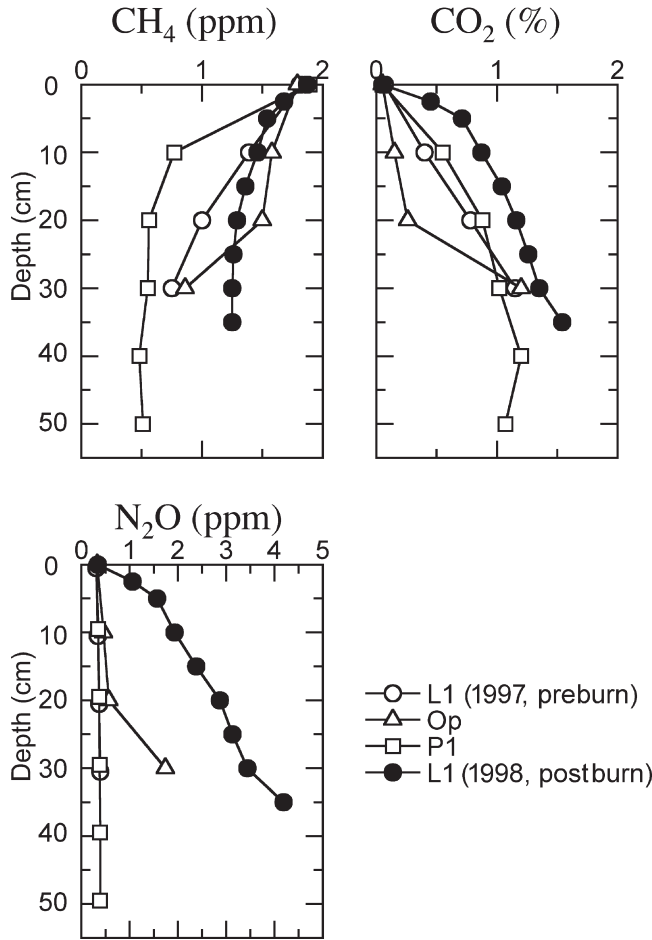 CH₄ (ppm)
CO₂ (%)
0 1 2
0 1 2
0
10
20
30
40
50
Depth (cm)
N₂O (ppm)
0 1 2 3 4 5
0
10
20
30
40
50
Depth (cm)
L1 (1997, preburn)
Op
P1
L1 (1998, postburn)